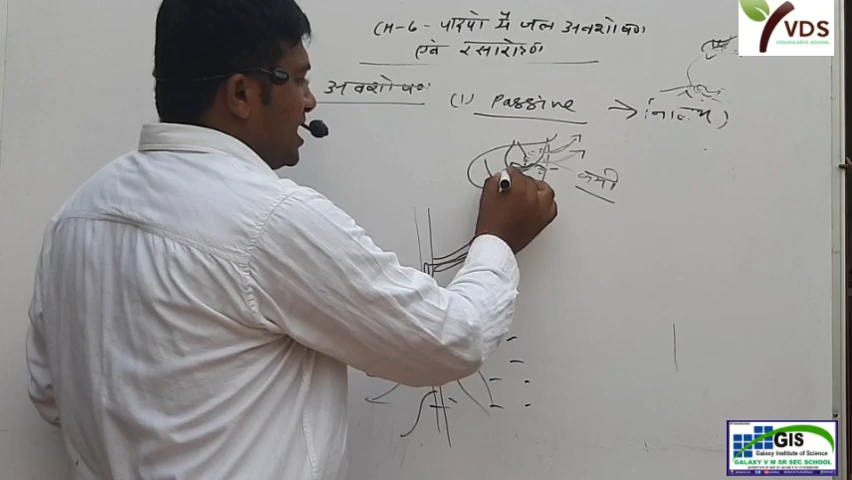 CH-6- पादपो में जल अवशोषण
एवं रसारोहण
अवशोषण
(1) Passive →
कमी
VDS
GIS
Galaxy Institute of Science
GALAXY V M SR SEC SCHOOL